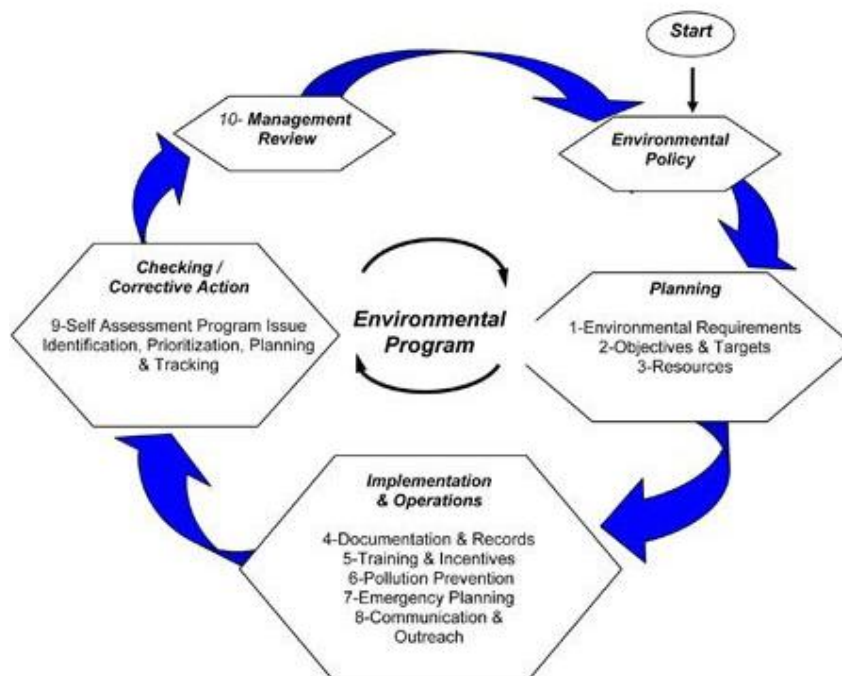 Start
Environmental
Policy
Planning
1-Environmental Requirements
2-Objectives & Targets
3-Resources
Implementation
& Operations
4-Documentation & Records
5-Training & Incentives
6-Pollution Prevention
7-Emergency Planning
8-Communication &
Outreach
Checking /
Corrective Action
9-Self Assessment Program Issue
Identification, Prioritization, Planning
& Tracking
10- Management
Review
Environmental
Program